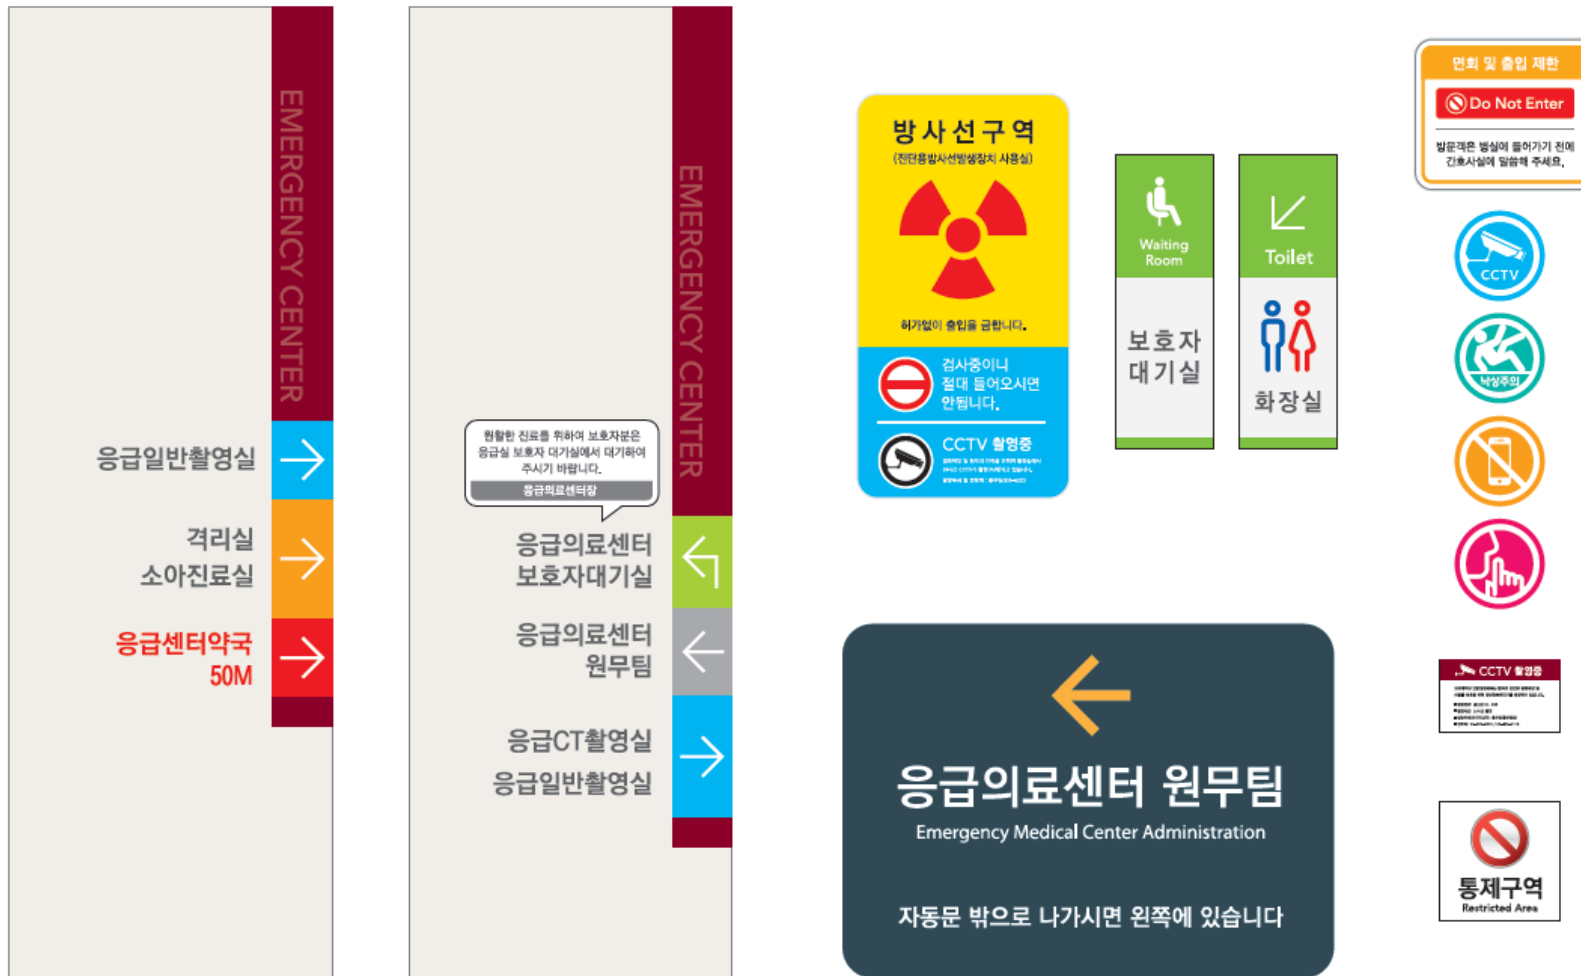 EMERGENCY CENTER
응급일반촬영실
격리실
소아진료실
응급센터약국
50M
EMERGENCY CENTER
원활한 진료를 위하여 보호자분은
응급실 보호자 대기실에서 대기하여
주시기 바랍니다.
응급의료센터장
응급의료센터
보호자대기실
응급의료센터
원무팀
응급CT촬영실
응급일반촬영실
방사선구역
(진단용방사선발생장치 사용실)
허가없이 출입을 금합니다.
검사중이니
절대 들어오시면
안됩니다.
CCTV 촬영중
Waiting
Room
보호자
대기실
Toilet
화장실
응급의료센터 원무팀
Emergency Medical Center Administration
자동문 밖으로 나가시면 왼쪽에 있습니다
면회 및 출입 제한
Do Not Enter
방문객은 병실에 들어가기 전에
간호사실에 말씀해 주세요.
CCTV
낙상주의
CCTV 촬영중
통제구역
Restricted Area